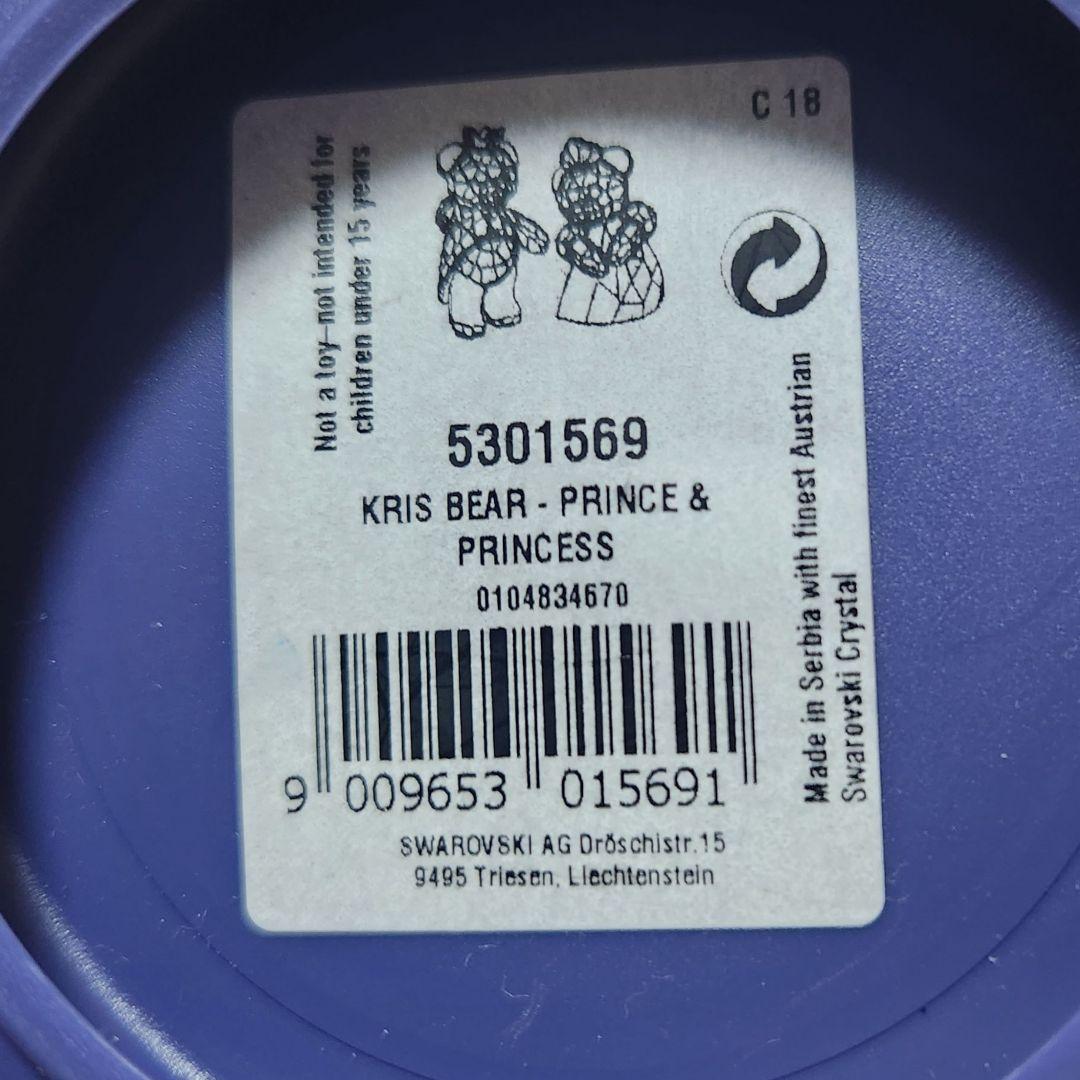 C 18
Not a toy–not intended for
children under 15 years
5301569
KRIS BEAR - PRINCE &
PRINCESS
0104834670
9 009653 015691
SWAROVSKI AG Dröschistr.15
9495 Triesen, Liechtenstein
Made in Serbia with finest Austrian
Swarovski Crystal